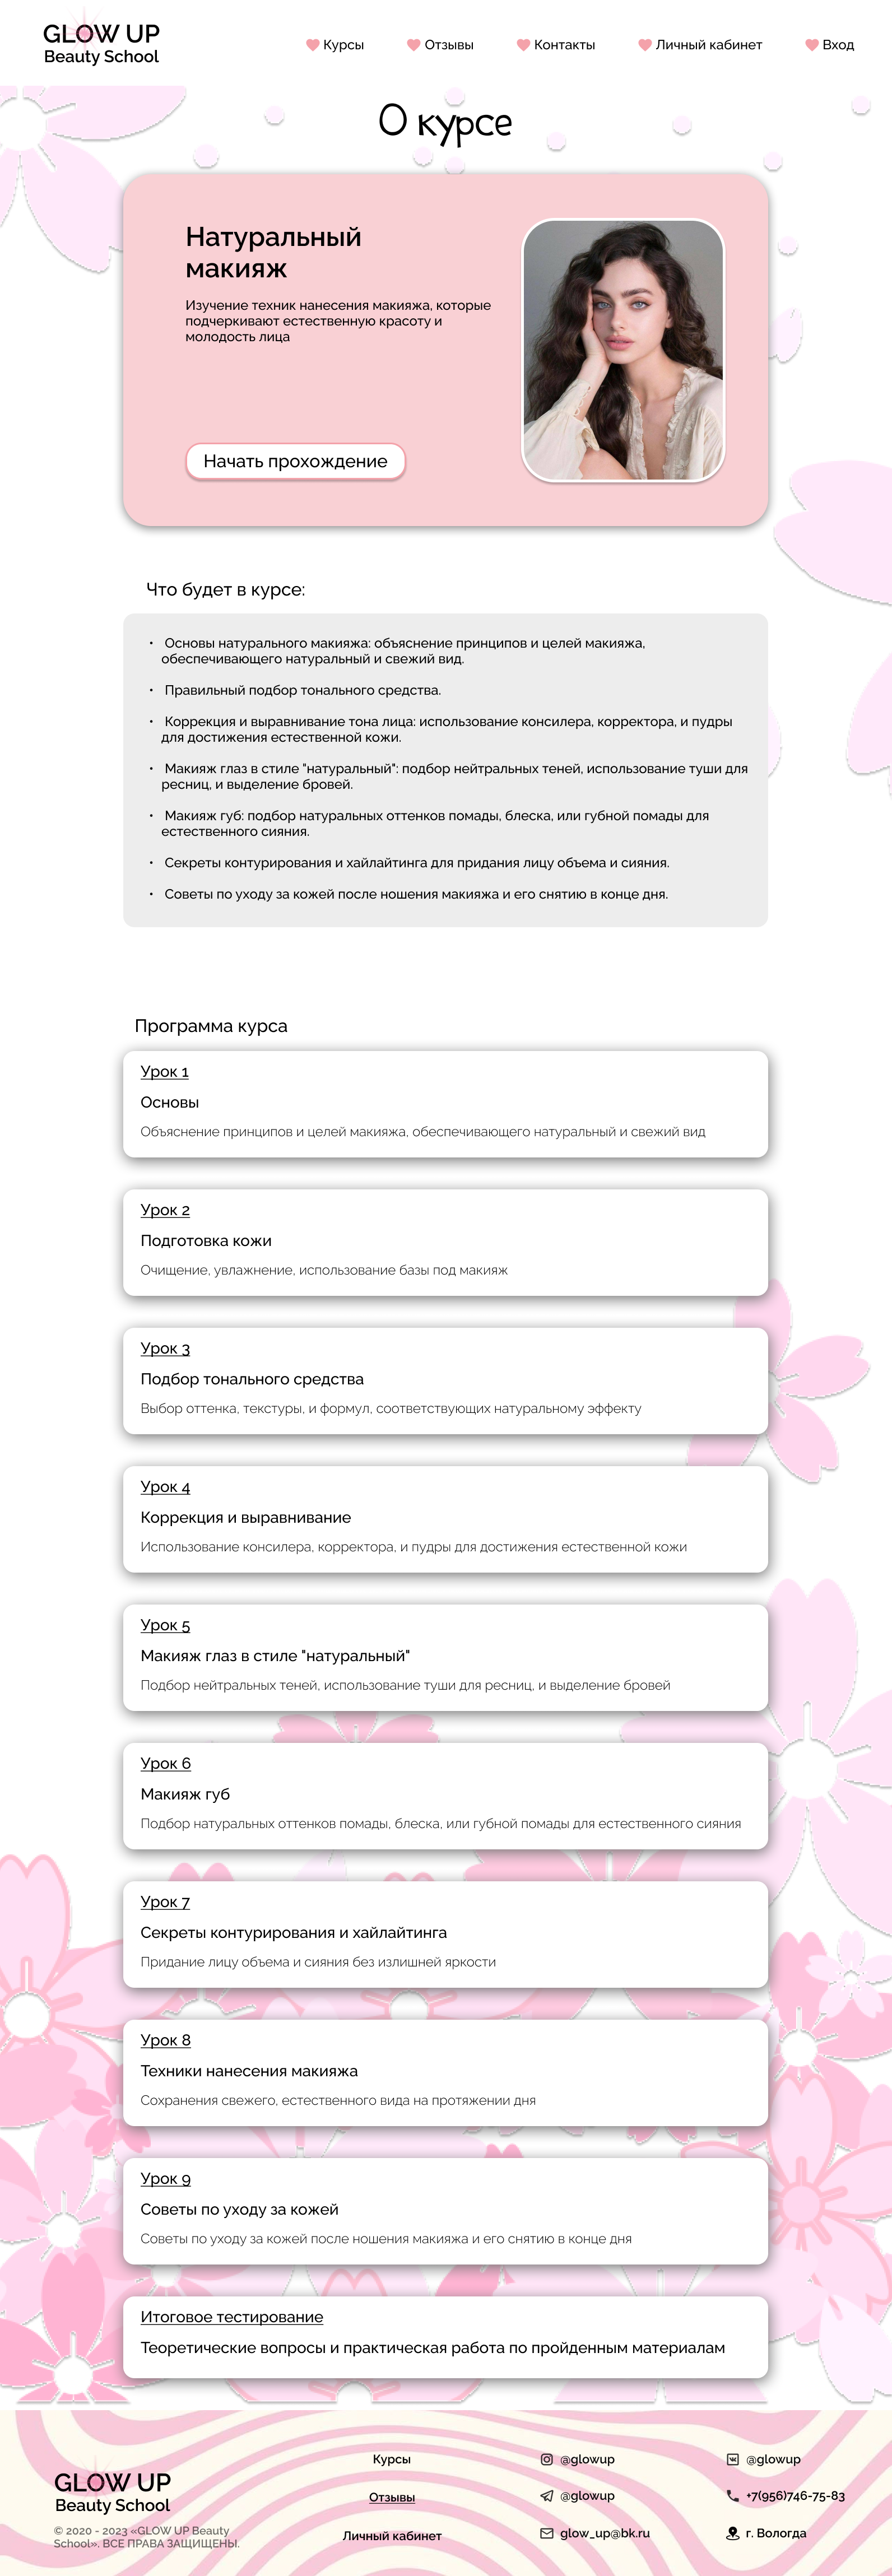 GLOW UP
Beauty School
Курсы
Отзывы
Контакты
Личный кабинет
Вход
О курсе
Натуральный
макияж
Изучение техник нанесения макияжа, которые
подчеркивают естественную красоту и
молодость лица
Начать прохождение
Что будет в курсе:
• Основы натурального макияжа: объяснение принципов и целей макияжа,
обеспечивающего натуральный и свежий вид.
• Правильный подбор тонального средства.
• Коррекция и выравнивание тона лица: использование консилера, корректора, и пудры
для достижения естественной кожи.
• Макияж глаз в стиле "натуральный": подбор нейтральных теней, использование туши для
ресниц, и выделение бровей.
• Макияж губ: подбор натуральных оттенков помады, блеска, или губной помады для
естественного сияния.
• Секреты контурирования и хайлайтинга для придания лицу объема и сияния.
• Советы по уходу за кожей после ношения макияжа и его снятию в конце дня.
Программа курса
Урок 1
Основы
Объяснение принципов и целей макияжа, обеспечивающего натуральный и свежий вид
Урок 2
Подготовка кожи
Очищение, увлажнение, использование базы под макияж
Урок 3
Подбор тонального средства
Выбор оттенка, текстуры, и формул, соответствующих натуральному эффекту
Урок 4
Коррекция и выравнивание
Использование консилера, корректора, и пудры для достижения естественной кожи
Урок 5
Макияж глаз в стиле "натуральный"
Подбор нейтральных теней, использование туши для ресниц, и выделение бровей
Урок 6
Макияж губ
Подбор натуральных оттенков помады, блеска, или губной помады для естественного сияния
Урок 7
Секреты контурирования и хайлайтинга
Придание лицу объема и сияния без излишней яркости
Урок 8
Техники нанесения макияжа
Сохранения свежего, естественного вида на протяжении дня
Урок 9
Советы по уходу за кожей
Советы по уходу за кожей после ношения макияжа и его снятию в конце дня
Итоговое тестирование
Теоретические вопросы и практическая работа по пройденным материалам
GLOW UP
Beauty School
© 2020 - 2023 «GLOW UP Beauty
School». ВСЕ ПРАВА ЗАЩИЩЕНЫ.
Курсы
Отзывы
Личный кабинет
@glowup
@glowup
glow_up@bk.ru
@glowup
+7(956)746-75-83
г. Вологда